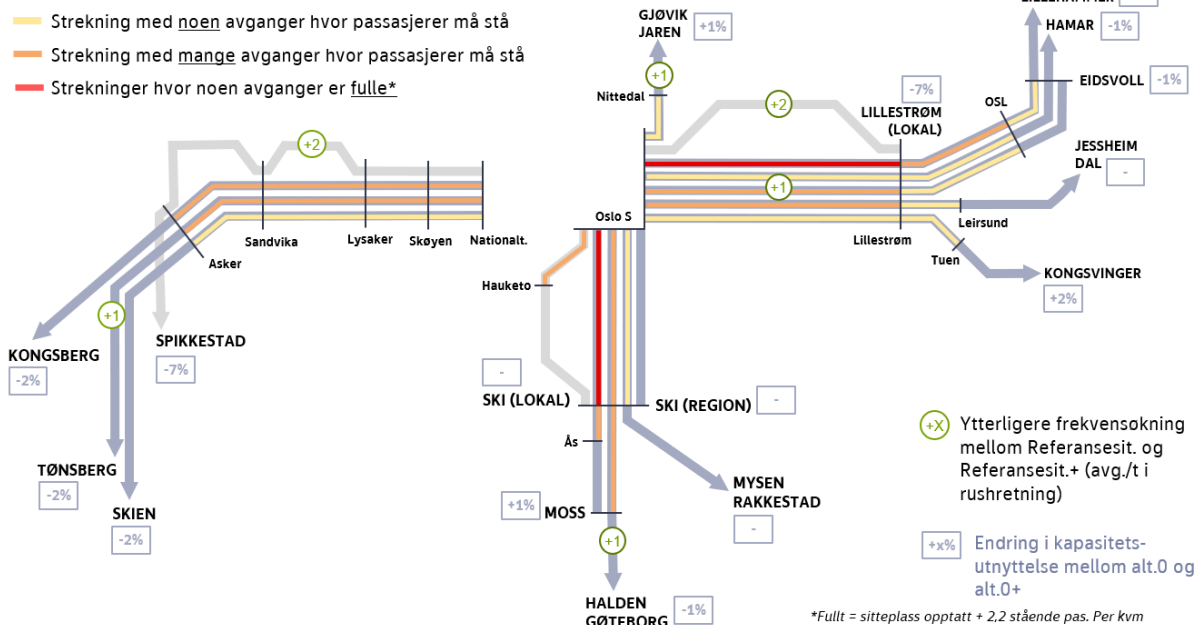 Strekning med noen avganger hvor passasjerer må stå
Strekning med mange avganger hvor passasjerer må stå
Strekninger hvor noen avganger er fulle*
GJØVIK
JAREN
+1%
+1
Nittedal
HAMAR
-1%
EIDSVOLL
-1%
OSL
-7%
LILLESTRØM
(LOKAL)
+2
+2
JESSHEIM
DAL
-
+1
Sandvika
Lysaker
Skøyen
Nationalt.
Asker
Oslo S
Lillestrøm
Leirsund
Tuen
KONGSVINGER
+2%
Hauketo
+1
KONGSBERG
-2%
SPIKKESTAD
-7%
-
SKI (LOKAL)
SKI (REGION)
-
Ås
TØNSBERG
-2%
SKIEN
-2%
+1%
MOSS
+1
MYSEN
RAKKESTAD
-
HALDEN
GØTEBORG
-1%
+X
Ytterligere frekvensøkning
mellom Referansesit. og
Referansesit.+ (avg./t i
rushretning)
+x%
Endring i kapasitets-
utnyttelse mellom alt.0 og
alt.0+
*Fullt = sitteplass opptatt + 2,2 stående pas. Per kvm